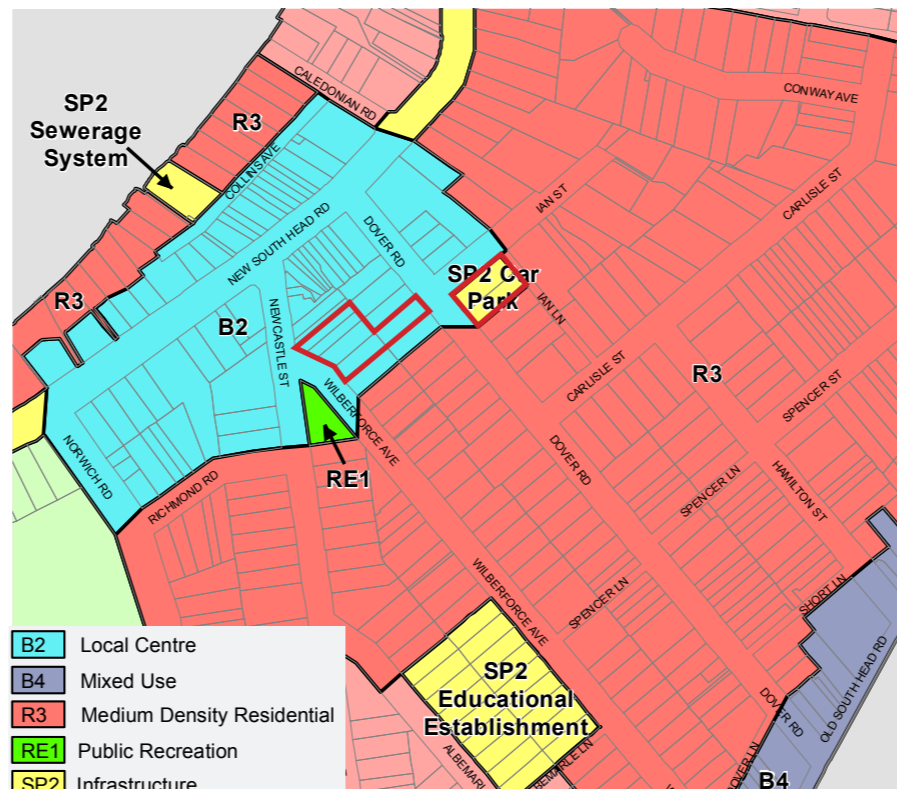 CALEDONIAN RD
CONWAY AVE
SP2
Sewerage
System
R3
COLLINS AVE
IAN ST
CARLISLE ST
NEW SOUTH HEAD RD
DOVER RD
SP2 Car
Park
IAN LN
R3
B2
NEWCASTLE ST
CARLISLE ST
R3
SPENCER ST
WILBERFORCE AVE
NORWICH RD
RE1
RICHMOND RD
DOVER RD
SPENCER LN
HAMILTON ST
WILBERFORCE AVE
SPENCER LN
SHORT LN
SP2
Educational
Establishment
DOVER RD
OLD SOUTH HEAD RD
B4
B2 Local Centre
B4 Mixed Use
R3 Medium Density Residential
RE1 Public Recreation
SP2 Infrastructure